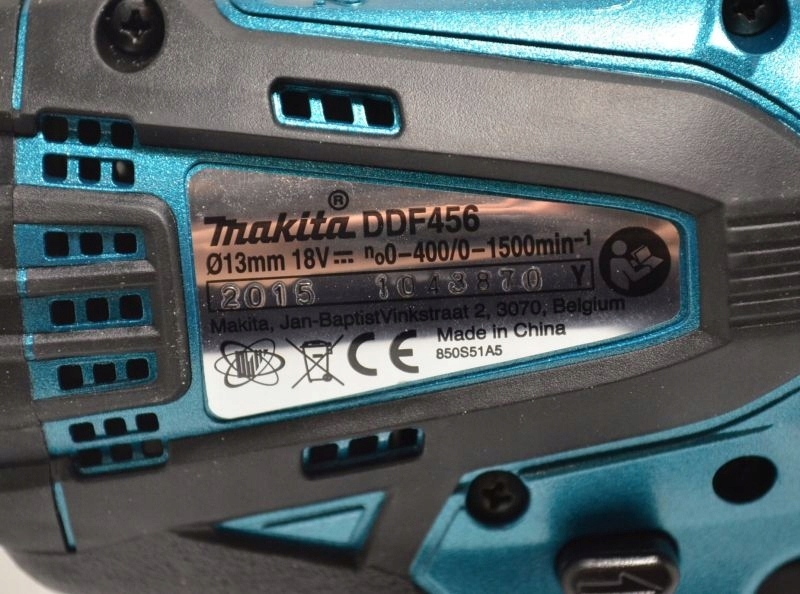 makita® DDF456
Ø13mm 18V⎓ n₀0-400/0-1500min⁻¹
2015 1043870 Y
Makita, Jan-BaptistVinkstraat 2, 3070, Belgium
CE Made in China
850S51A5